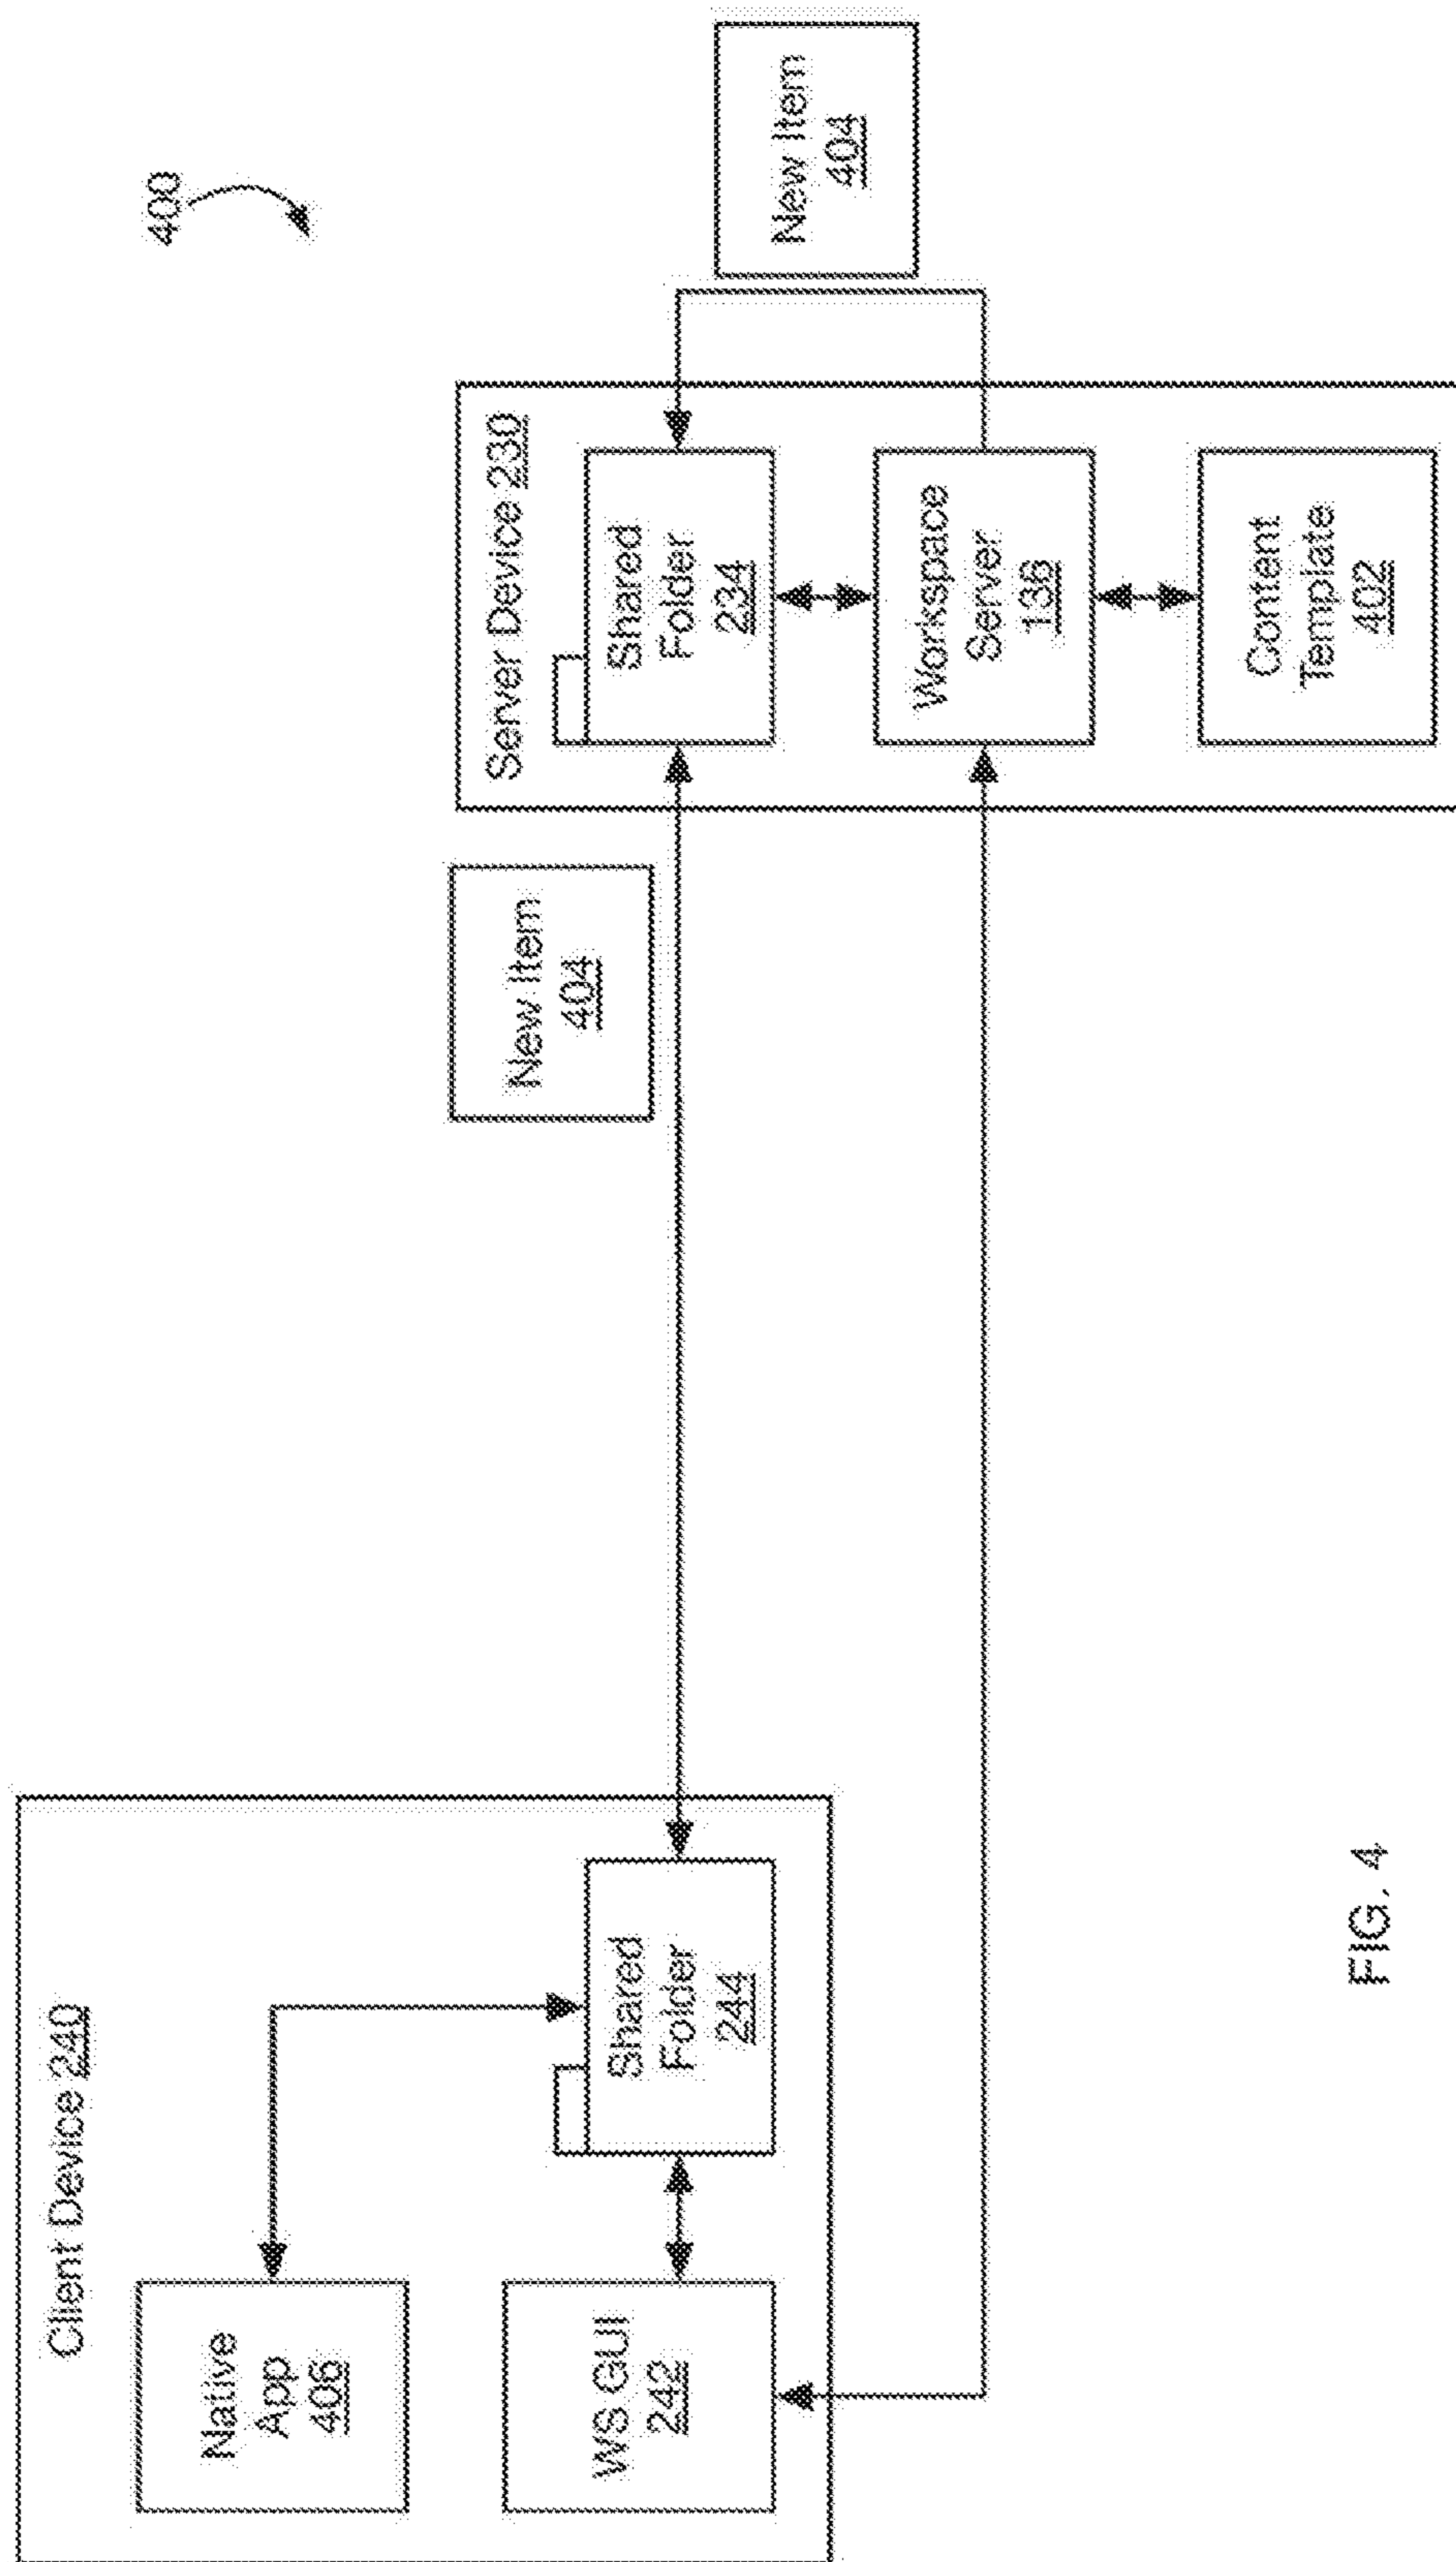 400
Client Device 240
Native
App
406
WS GUI
242
Shared
Folder
244
New Item
404
Server Device 230
Shared
Folder
234
Workspace
Server
136
Content
Template
402
New Item
404
FIG. 4